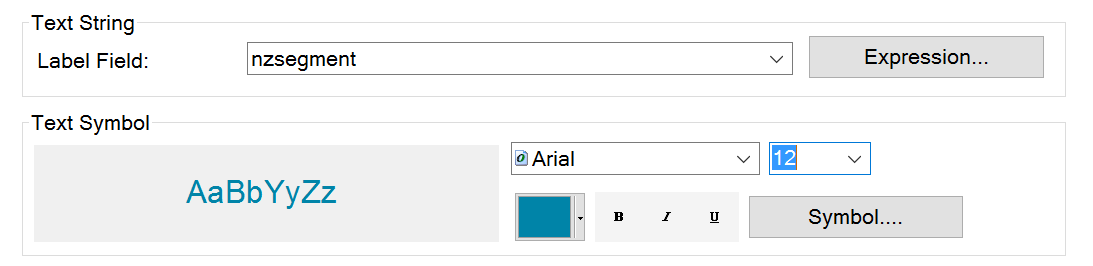 Text String
Label Field: nzsegment Expression...
Text Symbol
AaBbYyZz
Arial 12
B I U Symbol....